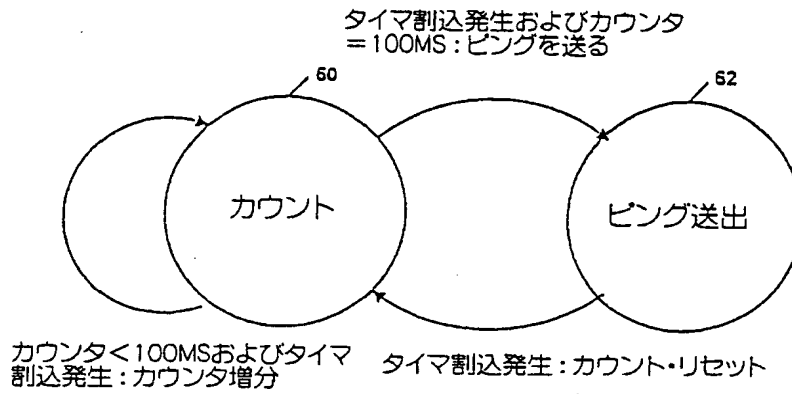 タイマ割込発生およびカウンタ
=100MS:ピングを送る
60
62
カウント
ピング送出
カウンタ<100MSおよびタイマ
割込発生:カウンタ増分
タイマ割込発生:カウント・リセット